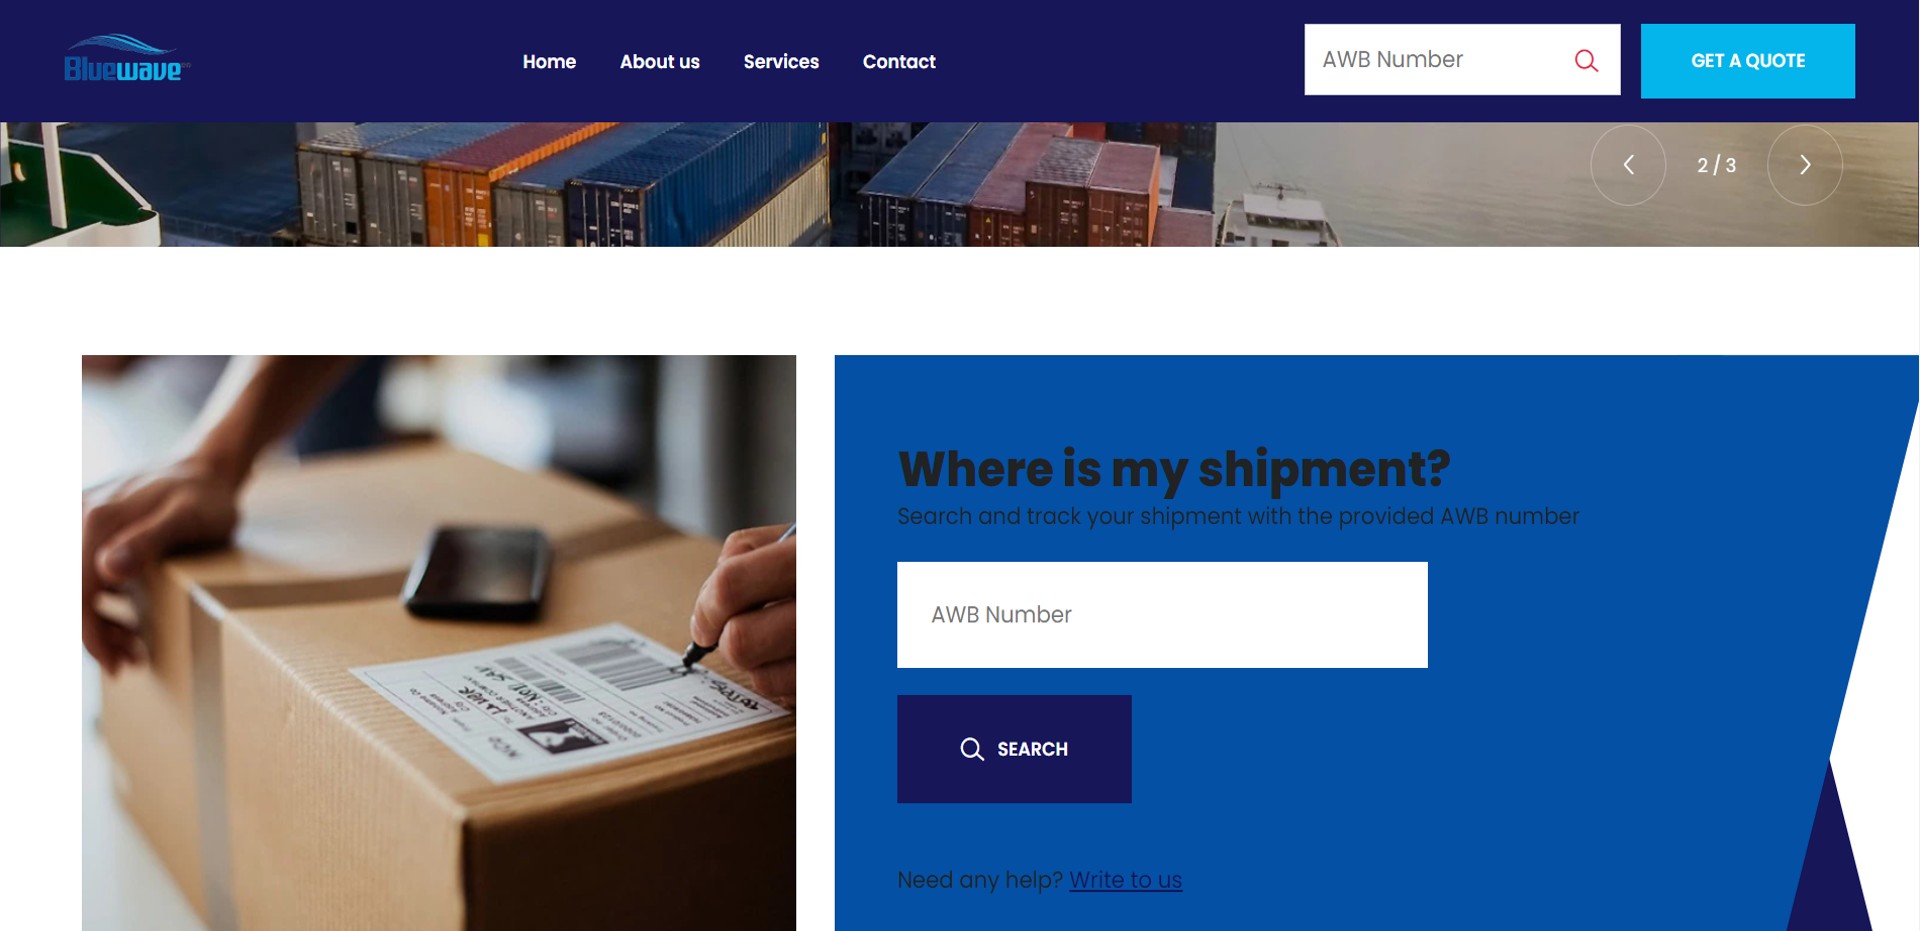 Bluewave
Home
About us
Services
Contact
AWB Number
GET A QUOTE
2 / 3
Where is my shipment?
Search and track your shipment with the provided AWB number
AWB Number
SEARCH
Need any help? Write to us